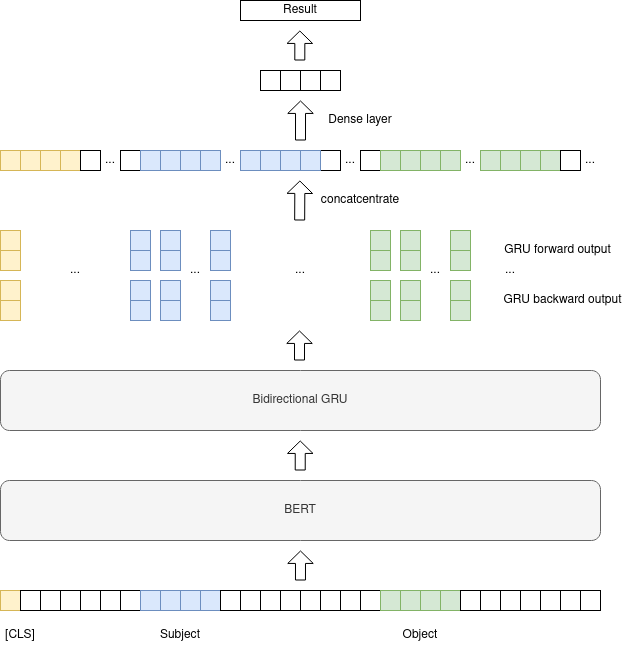 Result
Dense layer
... ... ... ... ...
concatcentrate
GRU forward output
... ... ... ... ...
GRU backward output
Bidirectional GRU
BERT
[CLS] Subject Object